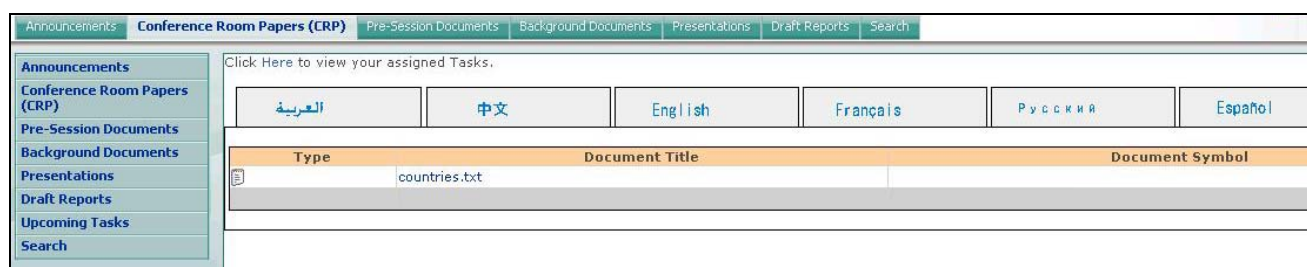 Announcements Conference Room Papers (CRP) Pre-Session Documents Background Documents Presentations Draft Reports Search
Announcements
Conference Room Papers
(CRP)
Pre-Session Documents
Background Documents
Presentations
Draft Reports
Upcoming Tasks
Search
Click Here to view your assigned Tasks.
العربية 中文 English Français Русский Español
Type Document Title Document Symbol
countries.txt